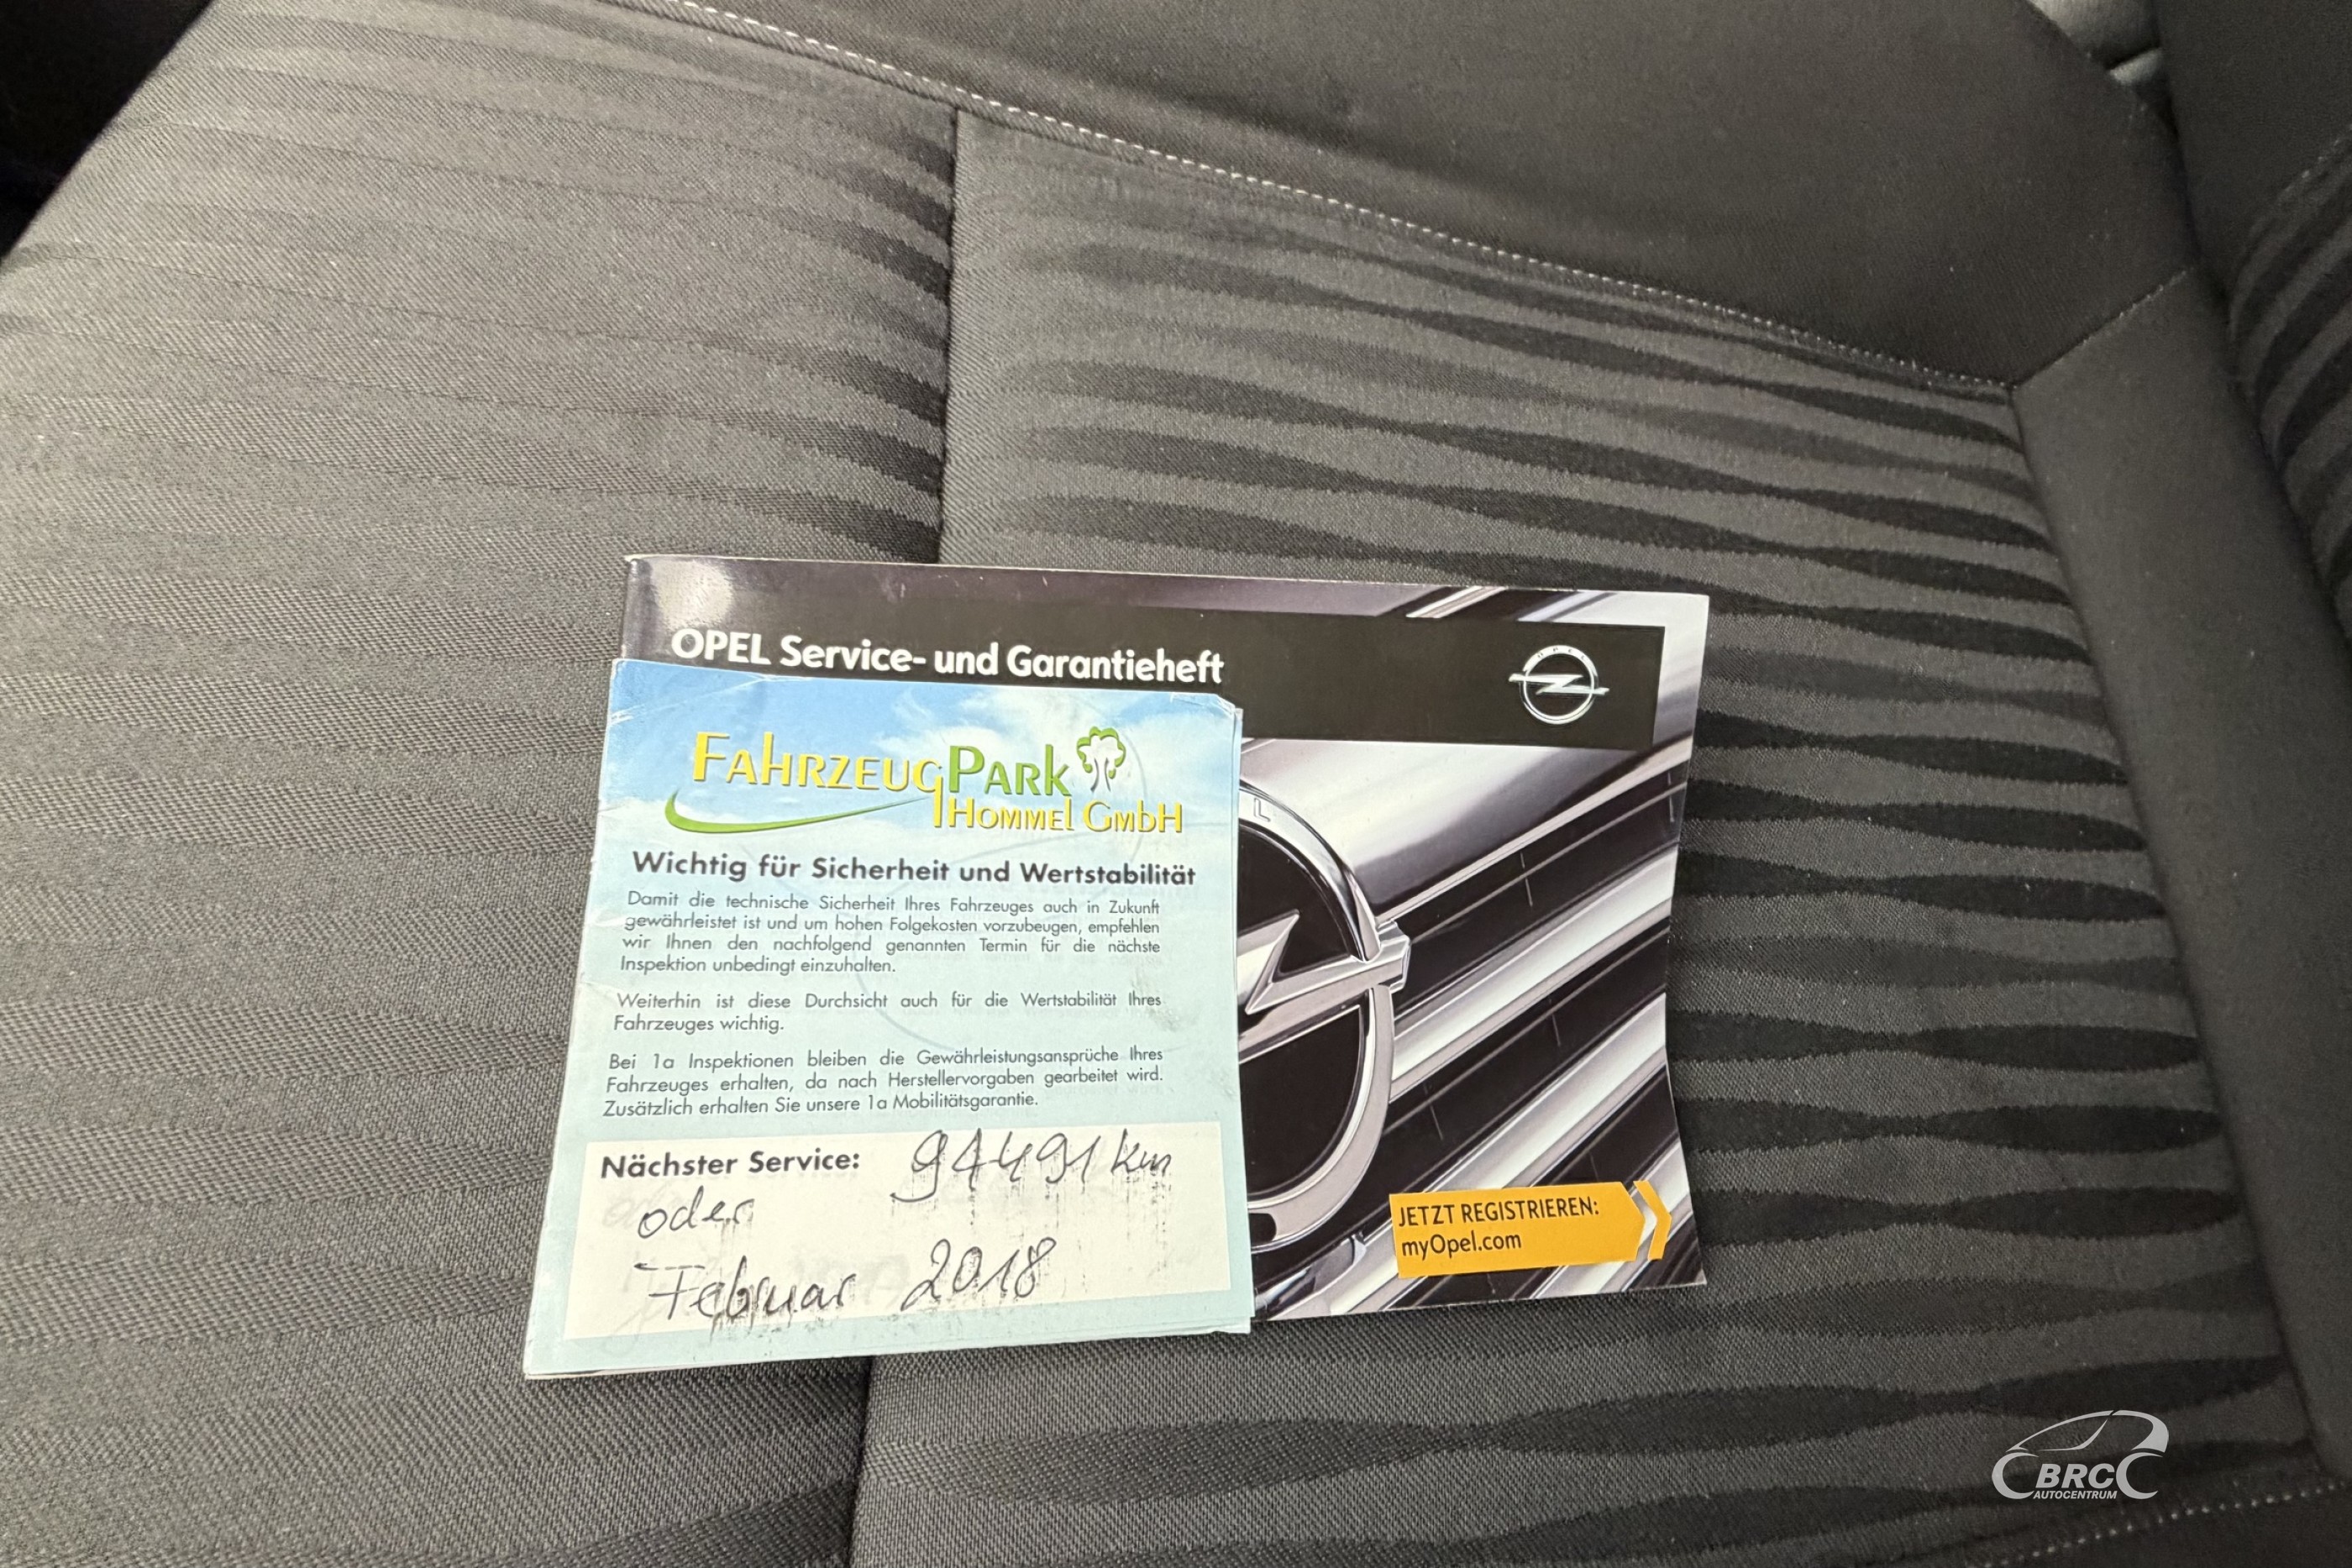 OPEL Service- und Garantieheft
OPEL
FAHRZEUGPARK
HOMMEL GMBH
Wichtig für Sicherheit und Wertstabilität
Damit die technische Sicherheit Ihres Fahrzeuges auch in Zukunft
gewährleistet ist und um hohen Folgekosten vorzubeugen, empfehlen
wir Ihnen den nachfolgend genannten Termin für die nächste
Inspektion unbedingt einzuhalten.
Weiterhin ist diese Durchsicht auch für die Wertstabilität Ihres
Fahrzeuges wichtig.
Bei 1a Inspektionen bleiben die Gewährleistungsansprüche Ihres
Fahrzeuges erhalten, da nach Herstellervorgaben gearbeitet wird.
Zusätzlich erhalten Sie unsere 1a Mobilitätsgarantie.
Nächster Service: 94491 km
oder
Februar 2018
L
JETZT REGISTRIEREN:
myOpel.com
BRC
AUTOCENTRUM